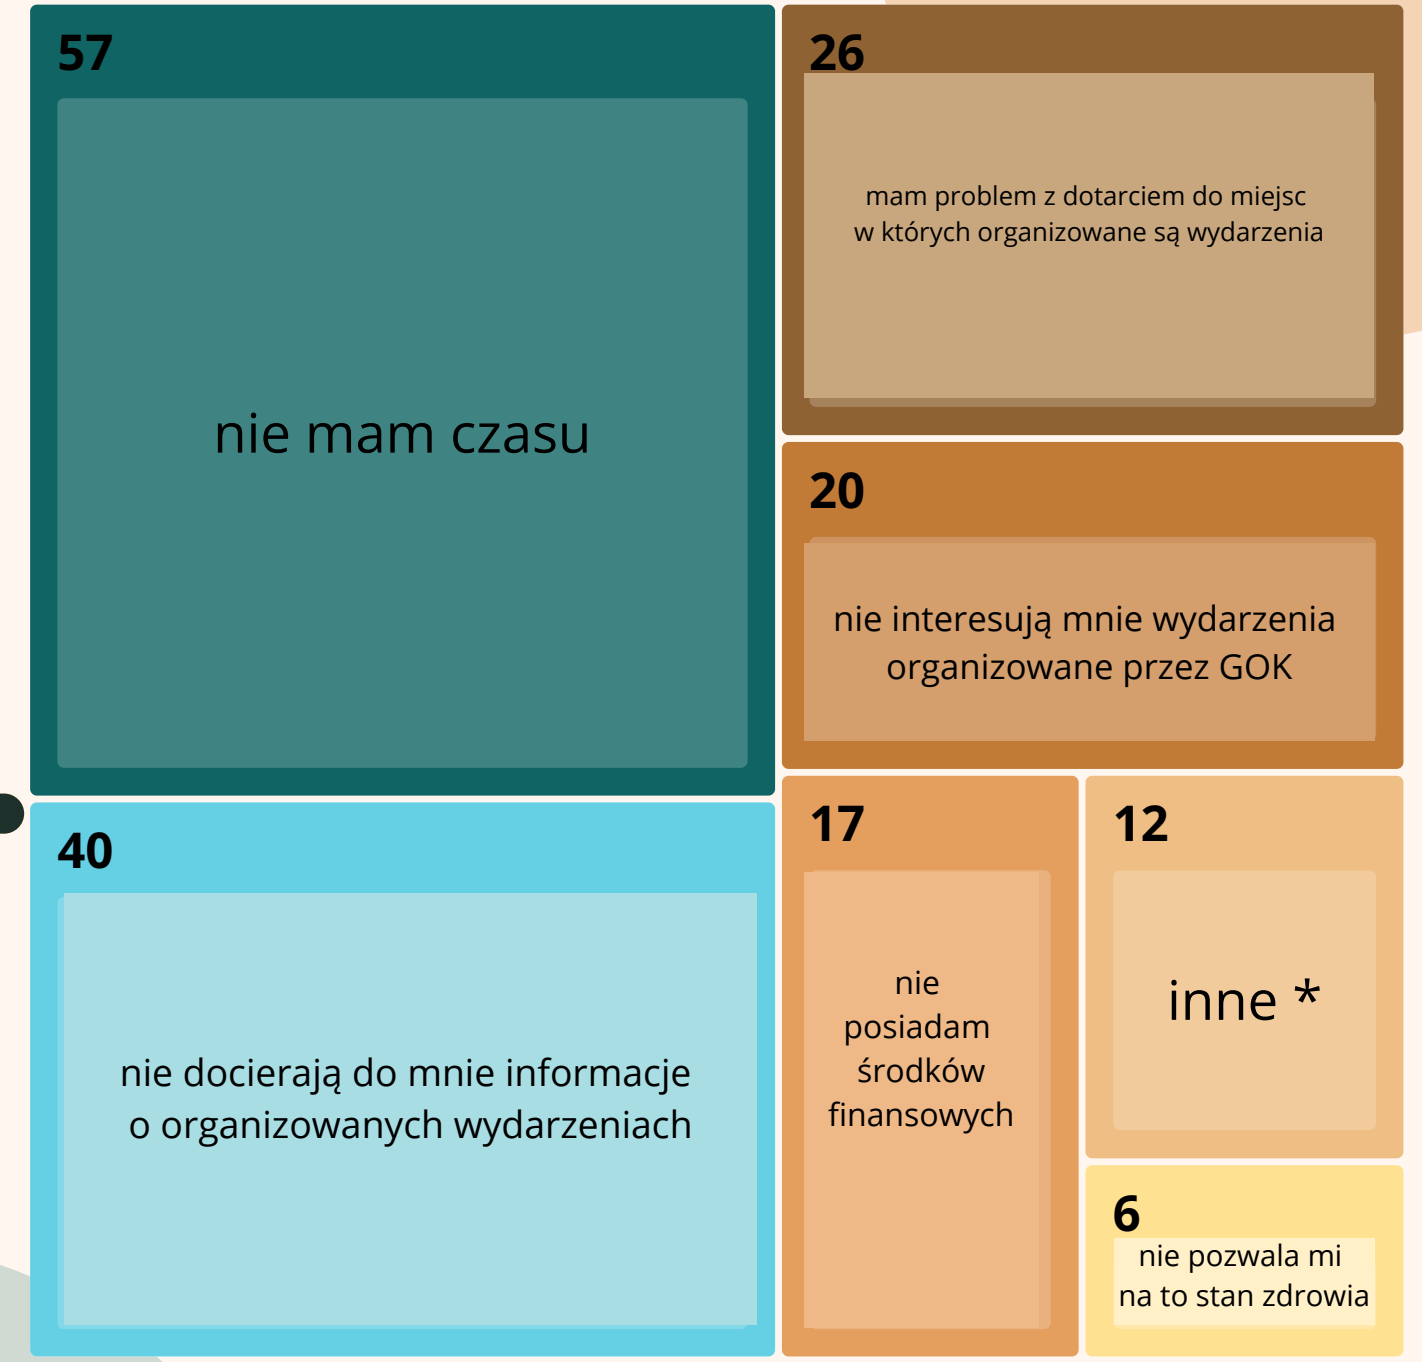 57
nie mam czasu
40
nie docierają do mnie informacje
o organizowanych wydarzeniach
26
mam problem z dotarciem do miejsc
w których organizowane są wydarzenia
20
nie interesują mnie wydarzenia
organizowane przez GOK
17
nie
posiadam
środków
finansowych
12
inne *
6
nie pozwala mi
na to stan zdrowia